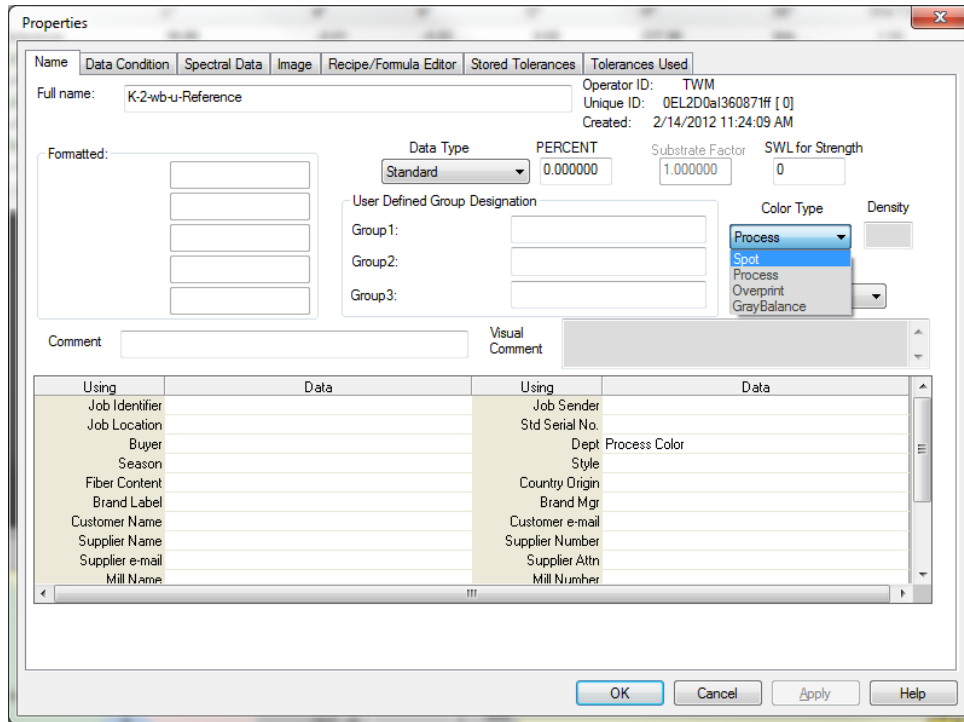 Properties
Name Data Condition Spectral Data Image Recipe/Formula Editor Stored Tolerances Tolerances Used
Full name: K-2-wb-u-Reference
Operator ID: TWM
Unique ID: 0EL2D0aI360871ff [ 0]
Created: 2/14/2012 11:24:09 AM
Formatted:
Data Type PERCENT Substrate Factor SWL for Strength
Standard 0.000000 1.000000 0
User Defined Group Designation
Group1:
Group2:
Group3:
Color Type Density
Process
Spot
Process
Overprint
GrayBalance
Comment
Visual
Comment
Using Data Using Data
Job Identifier Job Sender
Job Location Std Serial No.
Buyer Dept Process Color
Season Style
Fiber Content Country Origin
Brand Label Brand Mgr
Customer Name Customer e-mail
Supplier Name Supplier Number
Supplier e-mail Supplier Attn
Mill Name Mill Number
OK Cancel Apply Help